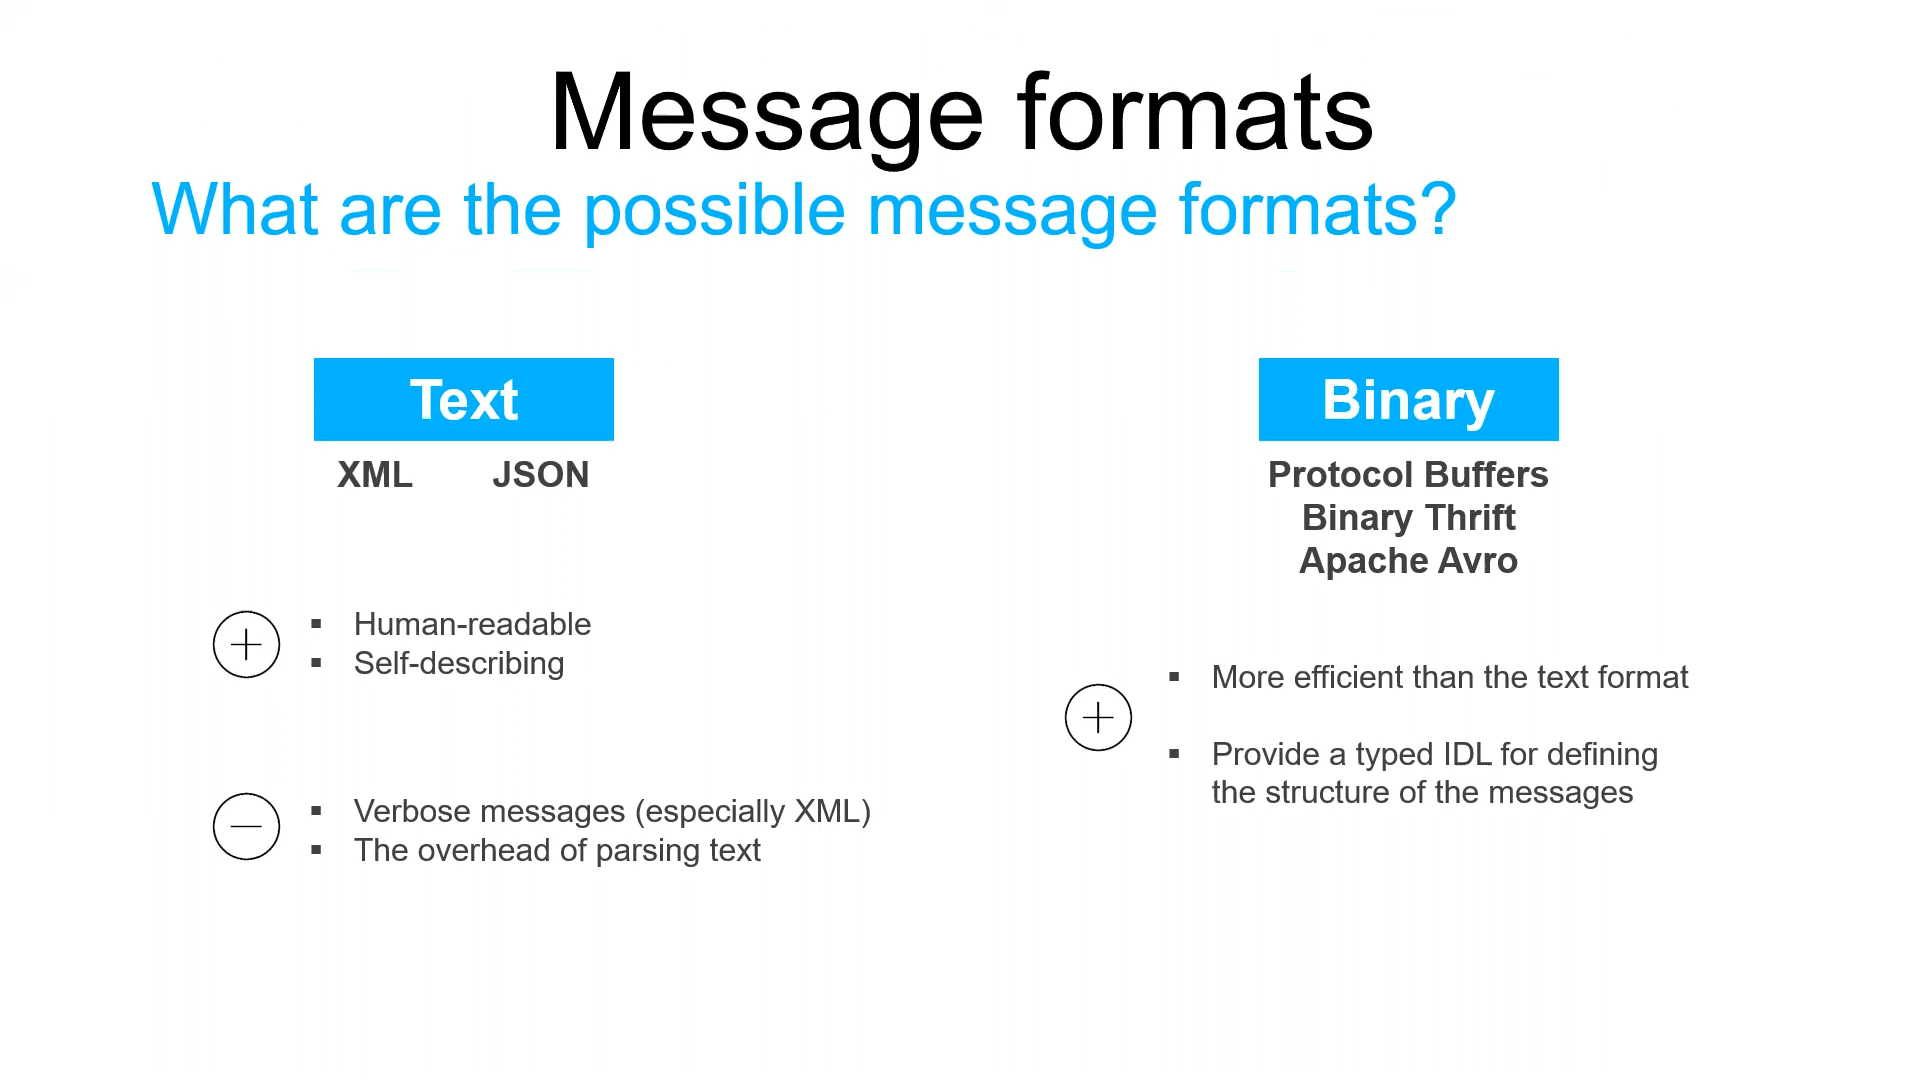 Message formats
What are the possible message formats?
Text
XML JSON
Human-readable
Self-describing
Verbose messages (especially XML)
The overhead of parsing text
Binary
Protocol Buffers
Binary Thrift
Apache Avro
More efficient than the text format
Provide a typed IDL for defining
the structure of the messages